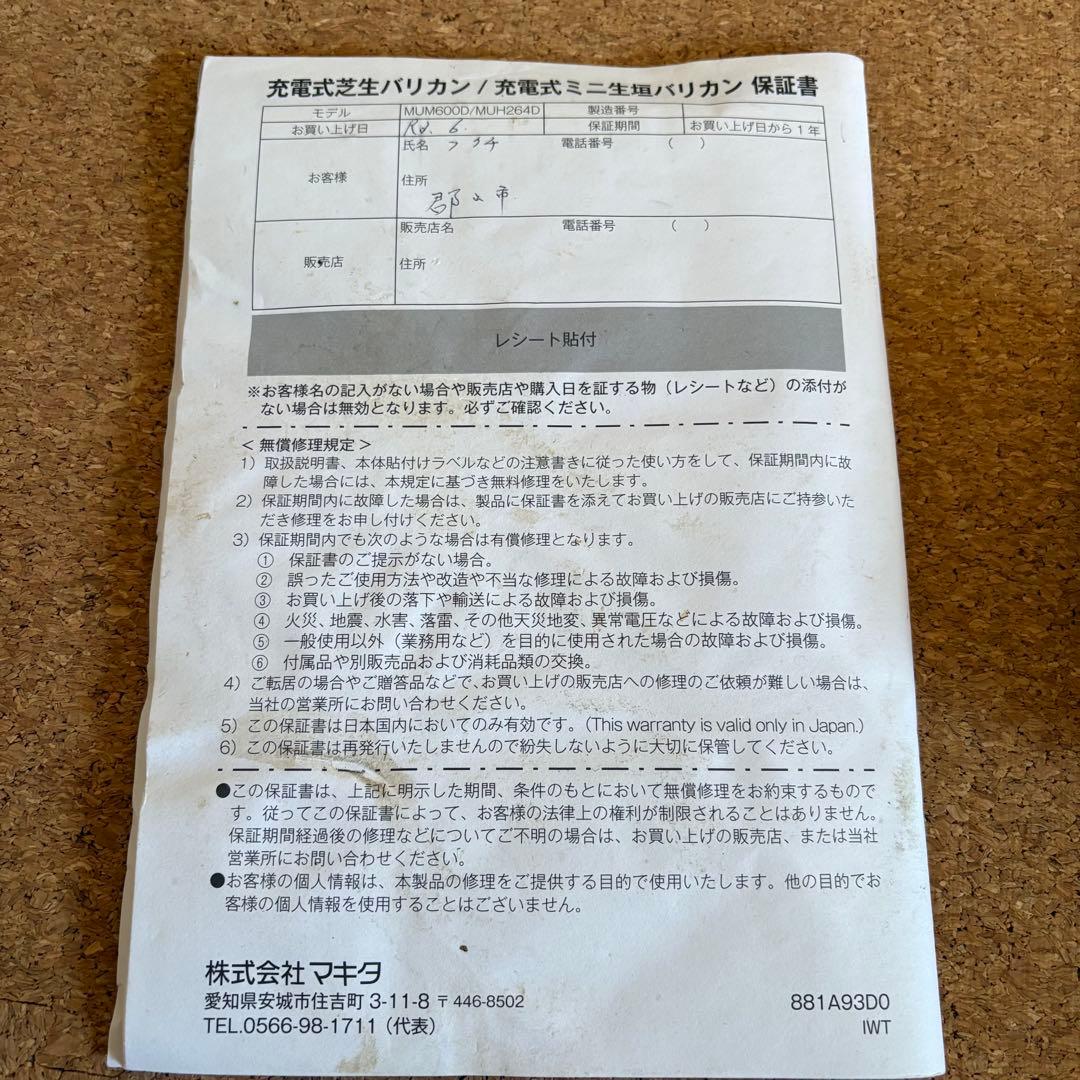 充電式芝生バリカン / 充電式ミニ生垣バリカン 保証書
モデル MUM600D/MUH264D 製造番号
お買い上げ日 6. 保証期間 お買い上げ日から1年
お客様 氏名 電話番号 ( )
住所
郡山市
販売店 販売店名 電話番号 ( )
住所
レシート貼付
※お客様名の記入がない場合や販売店や購入日を証する物（レシートなど）の添付が
ない場合は無効となります。必ずご確認ください。
＜無償修理規定＞
1）取扱説明書、本体貼付けラベルなどの注意書きに従った使い方をして、保証期間内に故
障した場合には、本規定に基づき無料修理をいたします。
2）保証期間内に故障した場合は、製品に保証書を添えてお買い上げの販売店にご持参いた
だき修理をお申し付けください。
3）保証期間内でも次のような場合は有償修理となります。
① 保証書のご提示がない場合。
② 誤ったご使用方法や改造や不当な修理による故障および損傷。
③ お買い上げ後の落下や輸送による故障および損傷。
④ 火災、地震、水害、落雷、その他天災地変、異常電圧などによる故障および損傷。
⑤ 一般使用以外（業務用など）を目的に使用された場合の故障および損傷。
⑥ 付属品や別販売品および消耗品類の交換。
4）ご転居の場合やご贈答品などで、お買い上げの販売店への修理のご依頼が難しい場合は、
当社の営業所にお問い合わせください。
5）この保証書は日本国内においてのみ有効です。（This warranty is valid only in Japan.）
6）この保証書は再発行いたしませんので紛失しないように大切に保管してください。
●この保証書は、上記に明示した期間、条件のもとにおいて無償修理をお約束するもので
す。従ってこの保証書によって、お客様の法律上の権利が制限されることはありません。
保証期間経過後の修理などについてご不明の場合は、お買い上げの販売店、または当社
営業所にお問い合わせください。
●お客様の個人情報は、本製品の修理をご提供する目的で使用いたします。他の目的でお
客様の個人情報を使用することはございません。
株式会社マキタ
愛知県安城市住吉町 3-11-8 〒446-8502
TEL.0566-98-1711（代表）
881A93D0
IWT